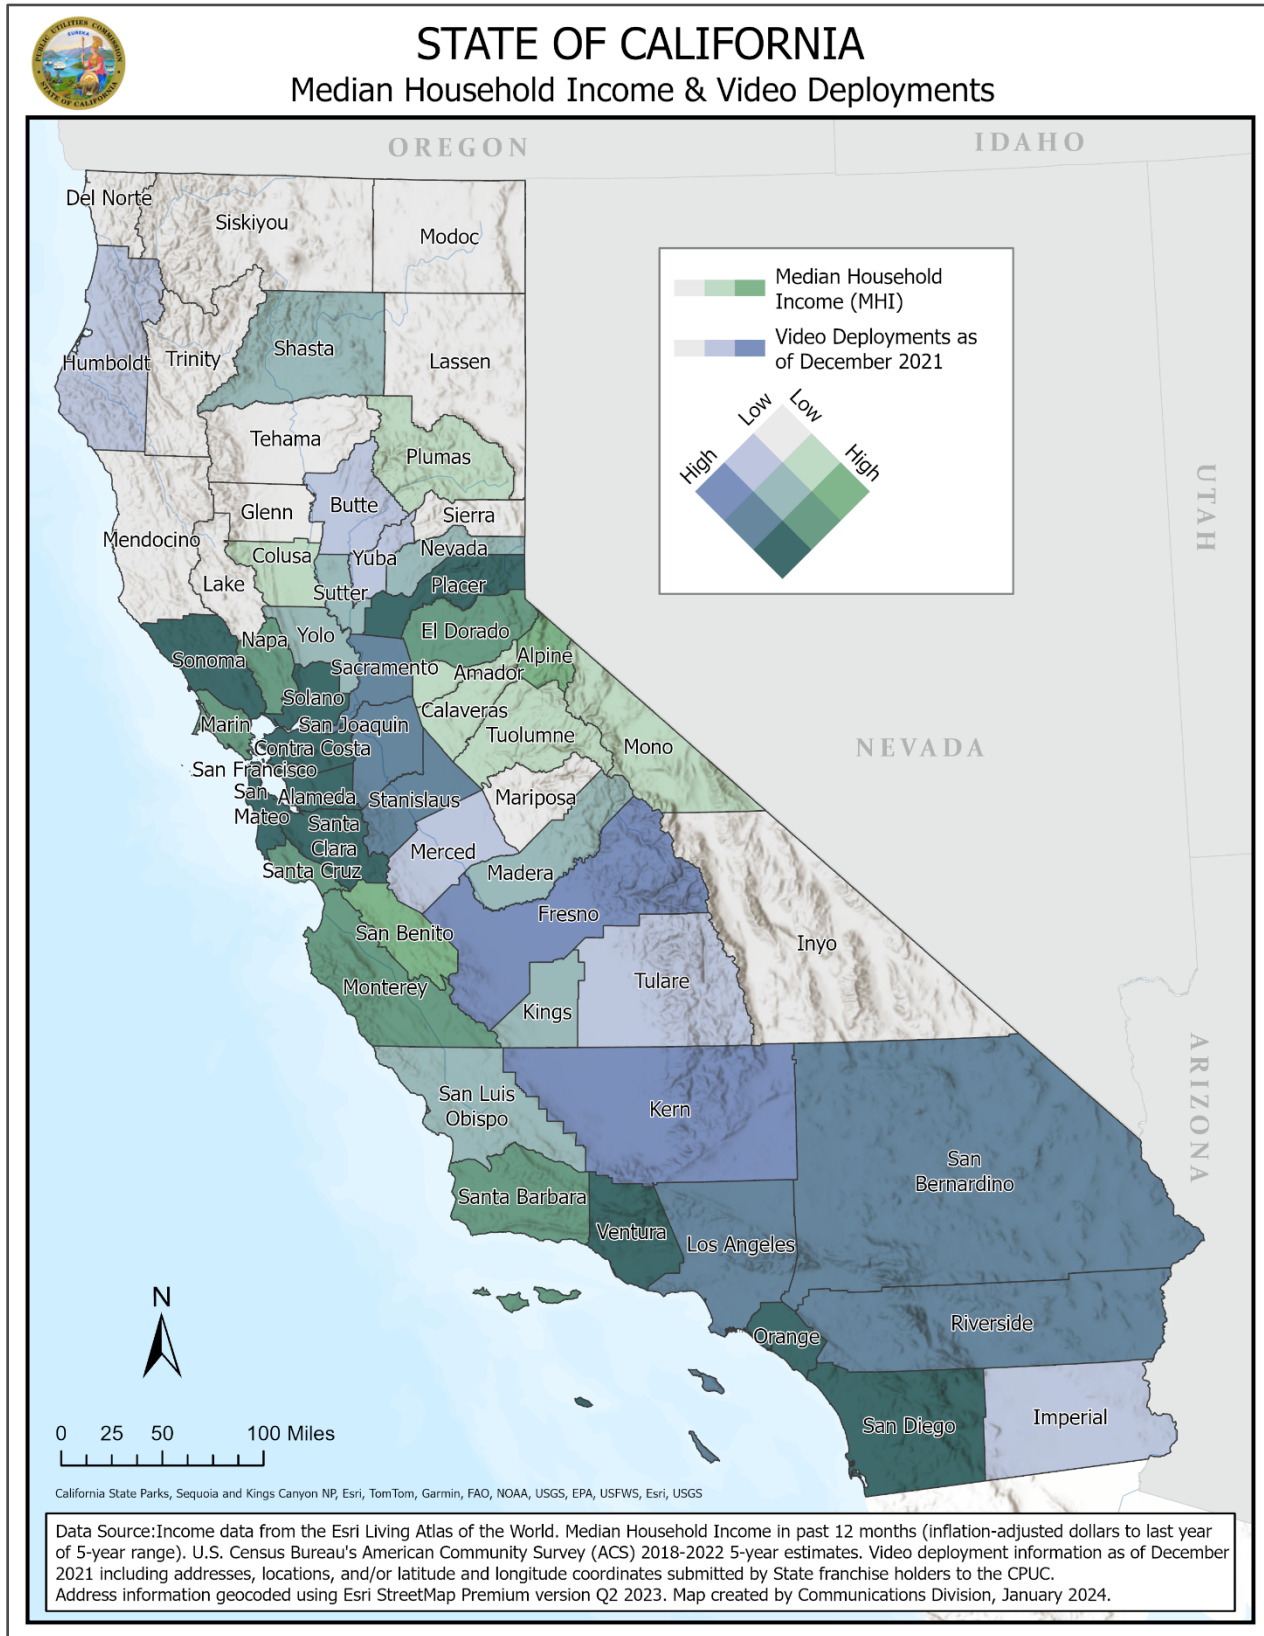 PUBLIC UTILITIES COMMISSION
EUREKA
STATE OF CALIFORNIA
STATE OF CALIFORNIA
Median Household Income & Video Deployments
OREGON
IDAHO
Del Norte
Siskiyou
Modoc
Median Household
Income (MHI)
Video Deployments as
of December 2021
Low
Low
High
High
Humboldt
Trinity
Shasta
Lassen
Tehama
Plumas
UTAH
Glenn
Butte
Sierra
Mendocino
Colusa
Yuba
Nevada
Lake
Sutter
Placer
Napa
Yolo
El Dorado
Sonoma
Sacramento
Amador
Alpine
Solano
Calaveras
Marin
San Joaquin
Tuolumne
Mono
NEVADA
Contra Costa
San Francisco
San
Mateo
Alameda
Stanislaus
Mariposa
Santa
Clara
Merced
Santa Cruz
Madera
Fresno
San Benito
Inyo
Monterey
Tulare
Kings
ARIZONA
San Luis
Obispo
Kern
San
Bernardino
Santa Barbara
Ventura
Los Angeles
N
Orange
Riverside
San Diego
Imperial
0 25 50 100 Miles
California State Parks, Sequoia and Kings Canyon NP, Esri, TomTom, Garmin, FAO, NOAA, USGS, EPA, USFWS, Esri, USGS
Data Source:Income data from the Esri Living Atlas of the World. Median Household Income in past 12 months (inflation-adjusted dollars to last year
of 5-year range). U.S. Census Bureau's American Community Survey (ACS) 2018-2022 5-year estimates. Video deployment information as of December
2021 including addresses, locations, and/or latitude and longitude coordinates submitted by State franchise holders to the CPUC.
Address information geocoded using Esri StreetMap Premium version Q2 2023. Map created by Communications Division, January 2024.